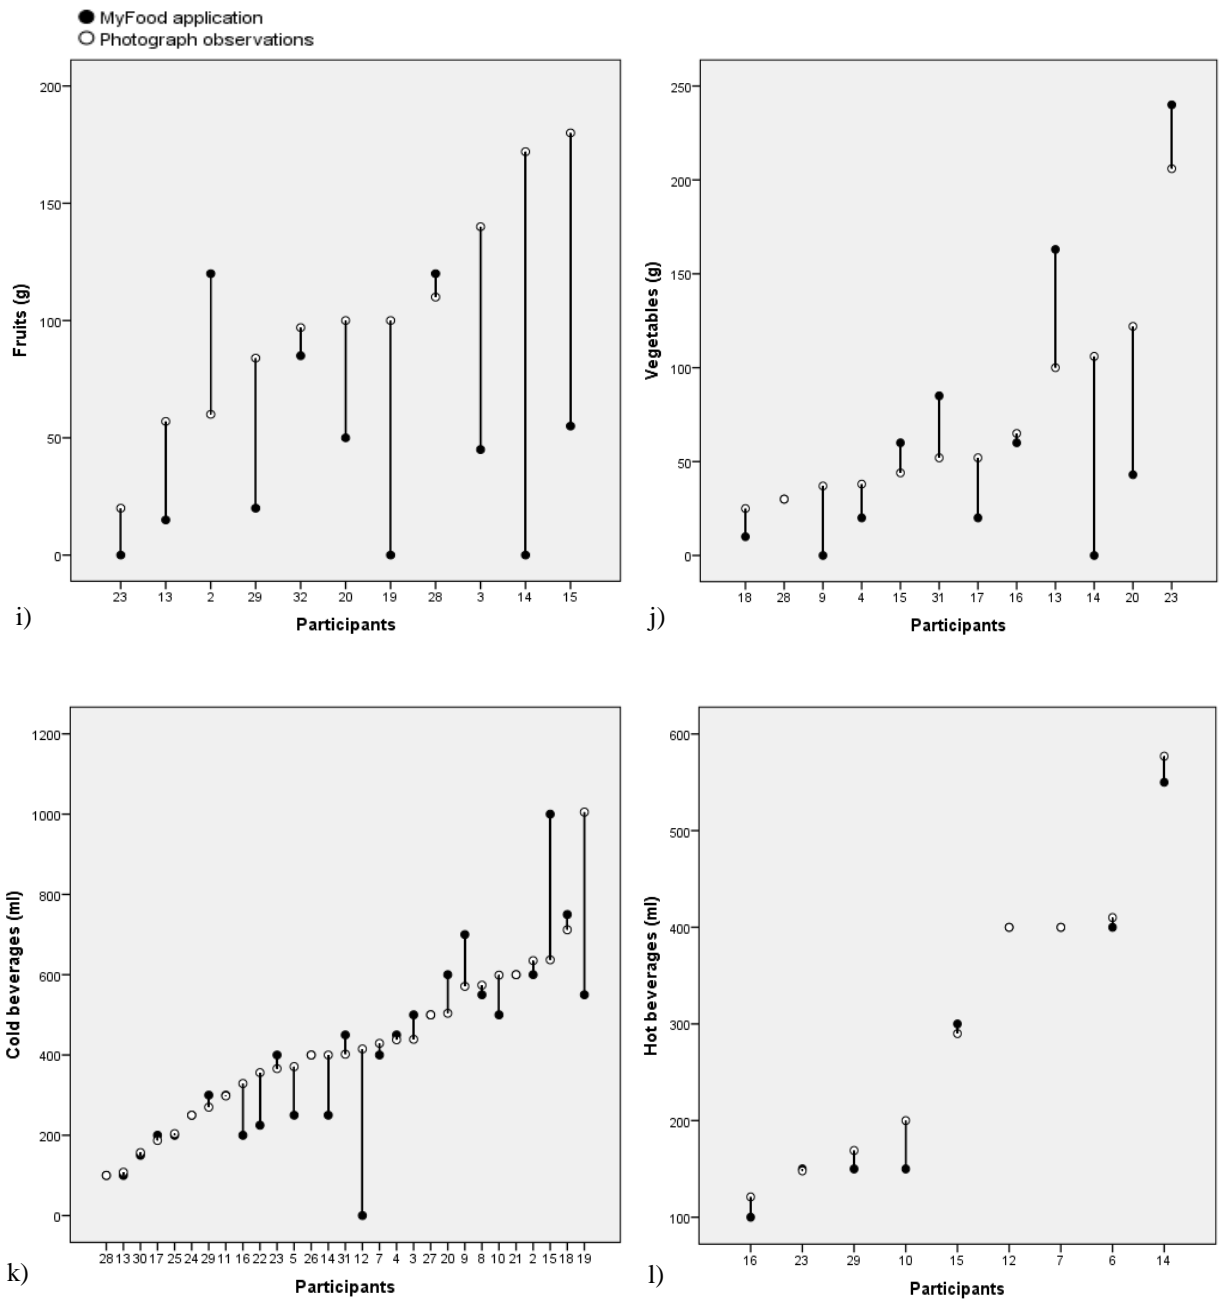 MyFood application
Photograph observations
200
150
100
50
0
Fruits (g)
23 13 2 29 32 20 19 28 3 14 15
Participants
i)
250
200
150
100
50
0
Vegetables (g)
18 28 9 4 15 31 17 16 13 14 20 23
Participants
j)
1200
1000
800
600
400
200
0
Cold beverages (ml)
28 13 30 17 25 24 29 11 16 22 23 5 26 14 31 12 7 4 3 27 20 9 8 10 21 2 15 18 19
Participants
k)
600
500
400
300
200
100
Hot beverages (ml)
16 23 29 10 15 12 7 6 14
Participants
l)